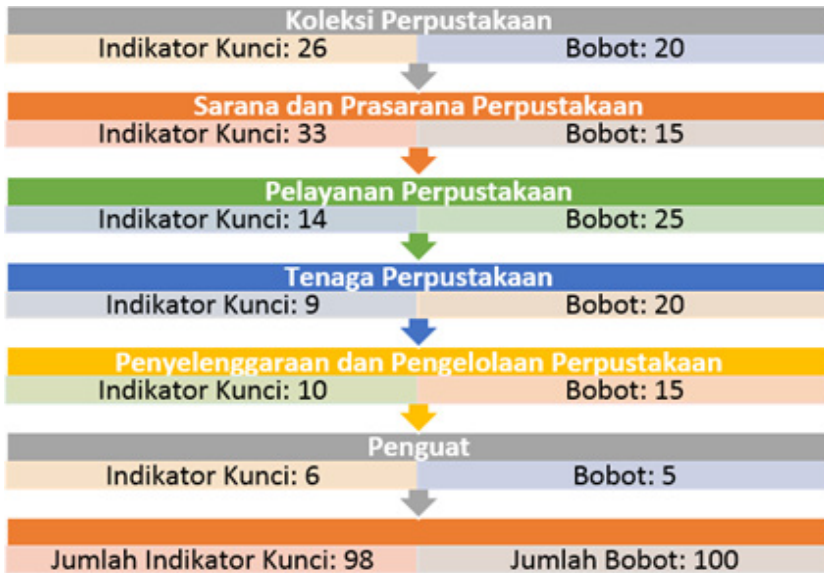 Koleksi Perpustakaan
Indikator Kunci: 26 Bobot: 20
Sarana dan Prasarana Perpustakaan
Indikator Kunci: 33 Bobot: 15
Pelayanan Perpustakaan
Indikator Kunci: 14 Bobot: 25
Tenaga Perpustakaan
Indikator Kunci: 9 Bobot: 20
Penyelenggaraan dan Pengelolaan Perpustakaan
Indikator Kunci: 10 Bobot: 15
Penguat
Indikator Kunci: 6 Bobot: 5
Jumlah Indikator Kunci: 98 Jumlah Bobot: 100